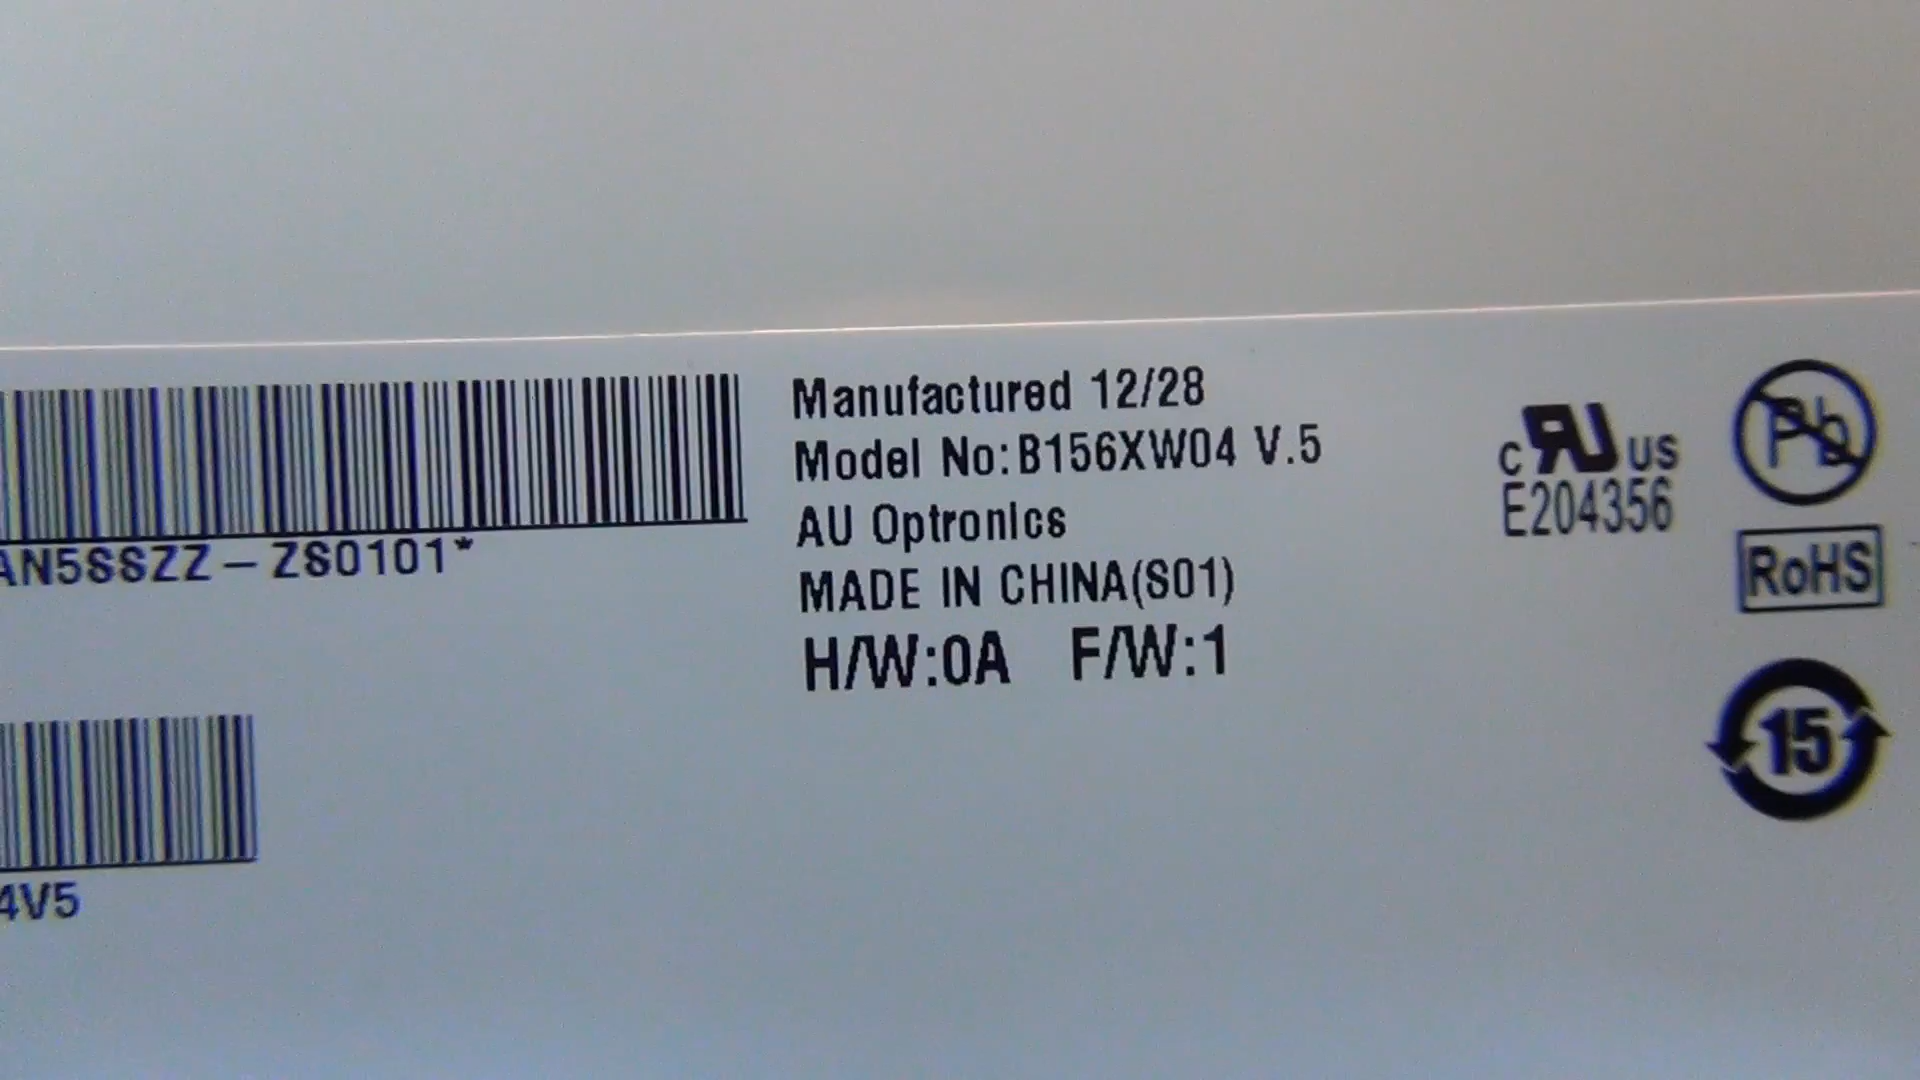 AN5SSZZ-ZS0101*
4V5
Manufactured 12/28
Model No:B156XW04 V.5
AU Optronics
MADE IN CHINA(S01)
H/W:0A F/W:1
c RU US
E204356
Pb
RoHS
15